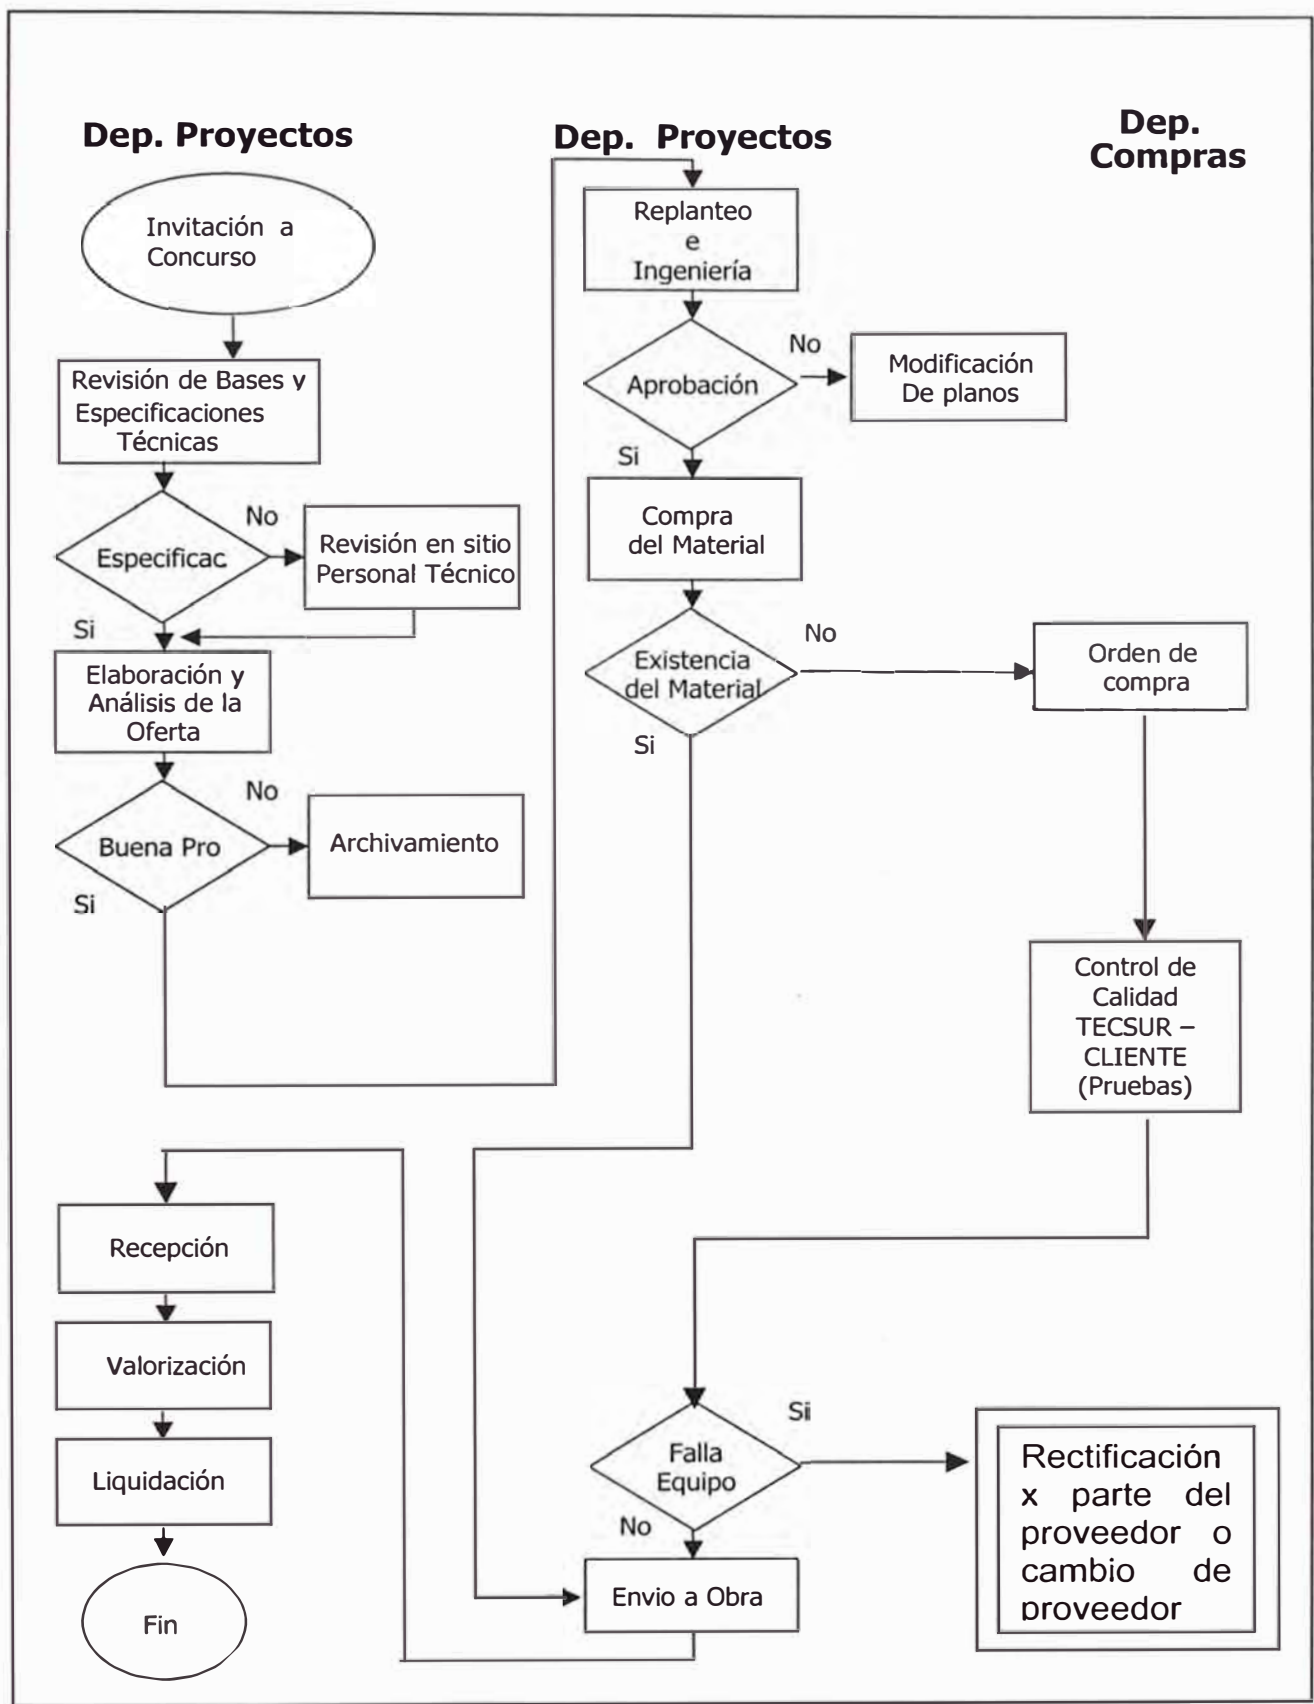 Dep. Proyectos
Invitación a
Concurso
Revisión de Bases y
Especificaciones
Técnicas
Especificac
No
Revisión en sitio
Personal Técnico
Si
Elaboración y
Análisis de la
Oferta
Buena Pro
No
Archivamiento
Si
Dep. Proyectos
Replanteo
e
Ingeniería
Aprobación
No
Modificación
De planos
Si
Compra
del Material
Existencia
del Material
No
Si
Dep.
Compras
Orden de
compra
Control de
Calidad
TECSUR –
CLIENTE
(Pruebas)
Falla
Equipo
Si
Rectificación
x parte del
proveedor o
cambio de
proveedor
No
Envio a Obra
Recepción
Valorización
Liquidación
Fin